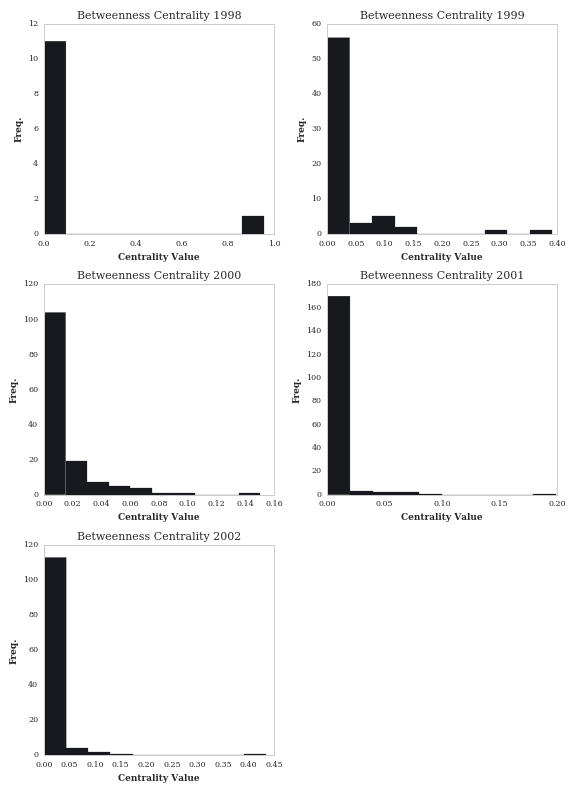 Betweenness Centrality 1998
12
10
8
6
4
2
0
Freq.
0.0 0.2 0.4 0.6 0.8 1.0
Centrality Value
Betweenness Centrality 1999
60
50
40
30
20
10
0
Freq.
0.00 0.05 0.10 0.15 0.20 0.25 0.30 0.35 0.40
Centrality Value
Betweenness Centrality 2000
120
100
80
60
40
20
0
Freq.
0.00 0.02 0.04 0.06 0.08 0.10 0.12 0.14 0.16
Centrality Value
Betweenness Centrality 2001
180
160
140
120
100
80
60
40
20
0
Freq.
0.00 0.05 0.10 0.15 0.20
Centrality Value
Betweenness Centrality 2002
120
100
80
60
40
20
0
Freq.
0.00 0.05 0.10 0.15 0.20 0.25 0.30 0.35 0.40 0.45
Centrality Value